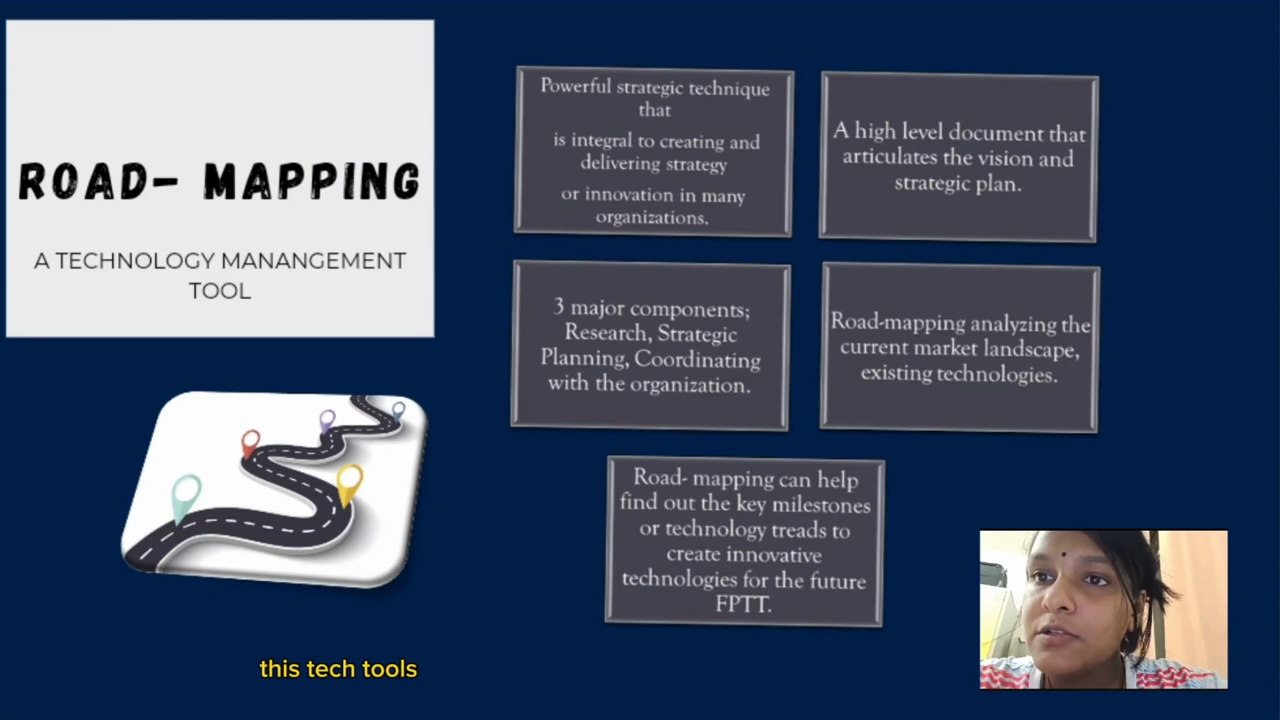 ROAD- MAPPING
A TECHNOLOGY MANANGEMENT
TOOL
Powerful strategic technique
that
is integral to creating and
delivering strategy
or innovation in many
organizations.
A high level document that
articulates the vision and
strategic plan.
3 major components;
Research, Strategic
Planning, Coordinating
with the organization.
Road-mapping analyzing the
current market landscape,
existing technologies.
Road- mapping can help
find out the key milestones
or technology treads to
create innovative
technologies for the future
FPTT.
this tech tools